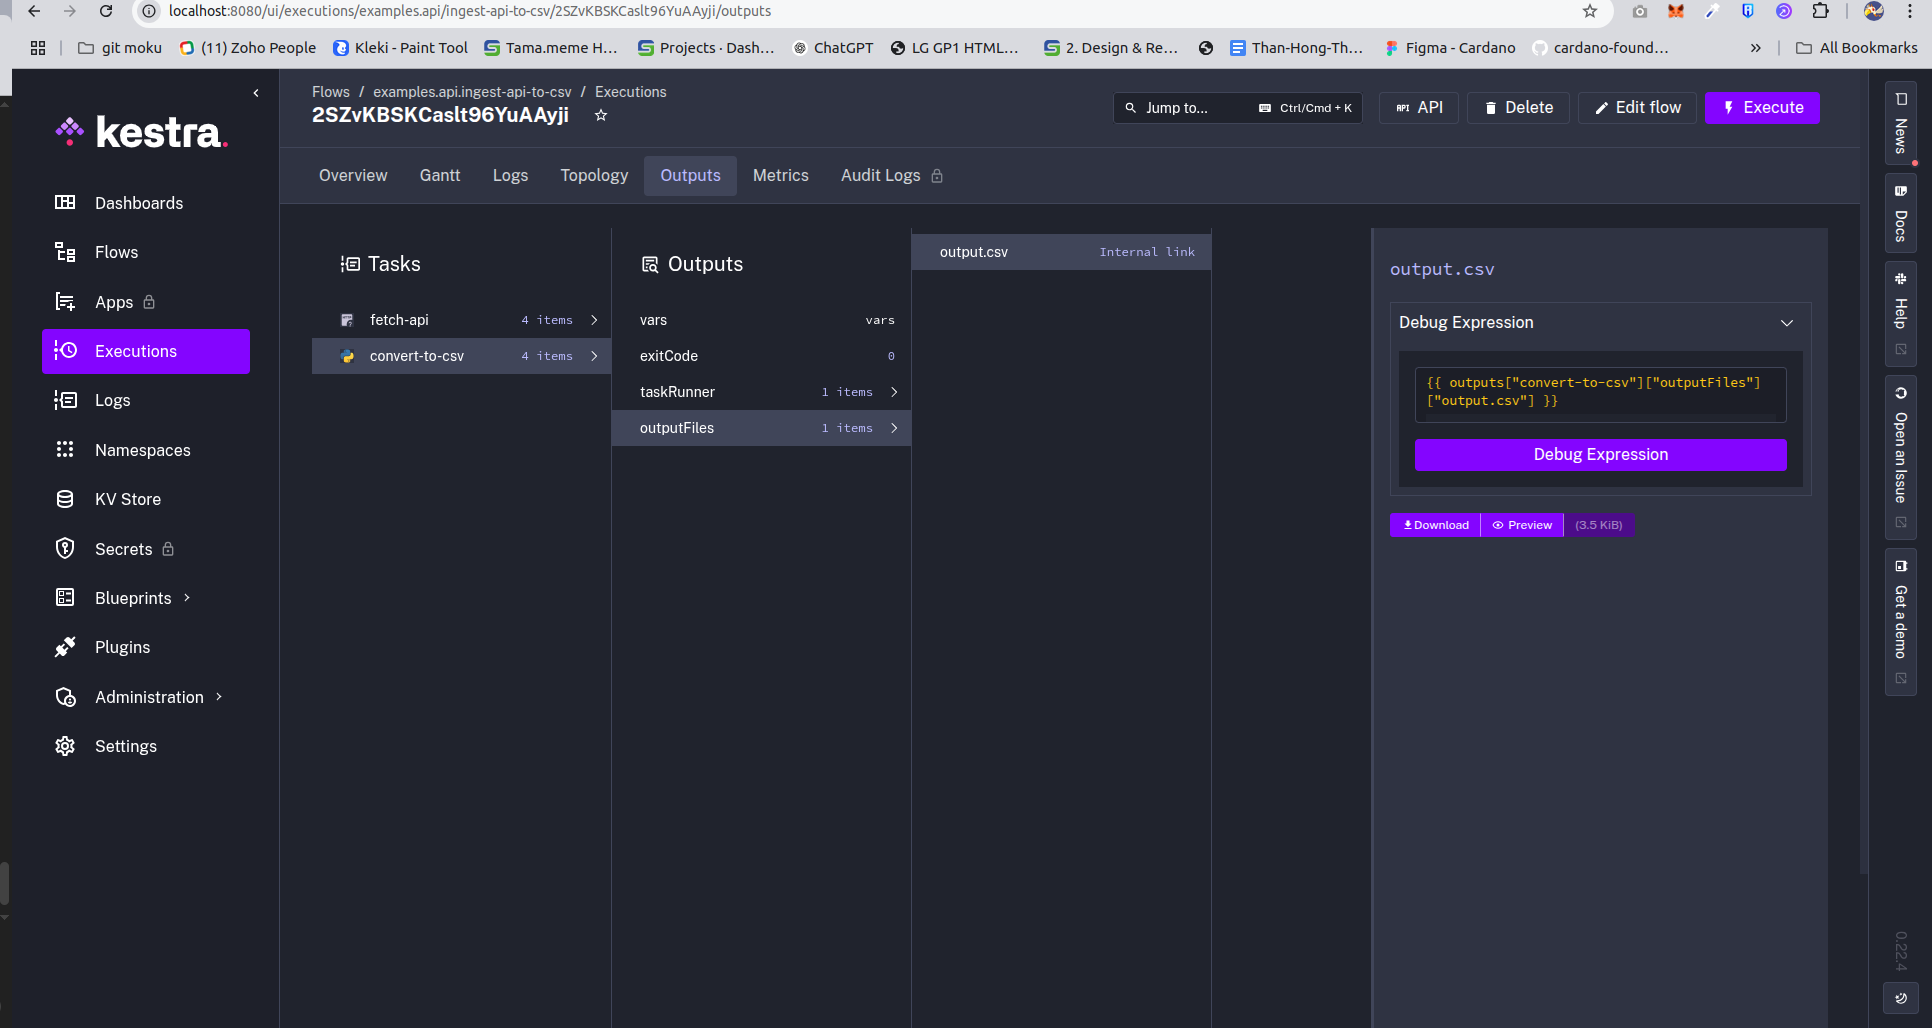 localhost:8080/ui/executions/examples.api/ingest-api-to-csv/2SZvKBSKCaslt96YuAAyji/outputs
git moku
(11) Zoho People
Kleki - Paint Tool
Tama.meme H...
Projects · Dash...
ChatGPT
LG GP1 HTML...
2. Design & Re...
Than-Hong-Th...
Figma - Cardano
cardano-found...
»
All Bookmarks
kestra.
Dashboards
Flows
Apps
Executions
Logs
Namespaces
KV Store
Secrets
Blueprints
Plugins
Administration
Settings
Flows / examples.api.ingest-api-to-csv / Executions
2SZvKBSKCaslt96YuAAyji
Jump to...
Ctrl/Cmd + K
API API
Delete
Edit flow
Execute
Overview
Gantt
Logs
Topology
Outputs
Metrics
Audit Logs
Tasks
fetch-api 4 items
convert-to-csv 4 items
Outputs
vars vars
exitCode 0
taskRunner 1 items
outputFiles 1 items
output.csv Internal link
output.csv
Debug Expression
{{ outputs["convert-to-csv"]["outputFiles"]
["output.csv"] }}
Debug Expression
Download
Preview
(3.5 KiB)
News
Docs
Help
Open an Issue
Get a demo
0.22.4